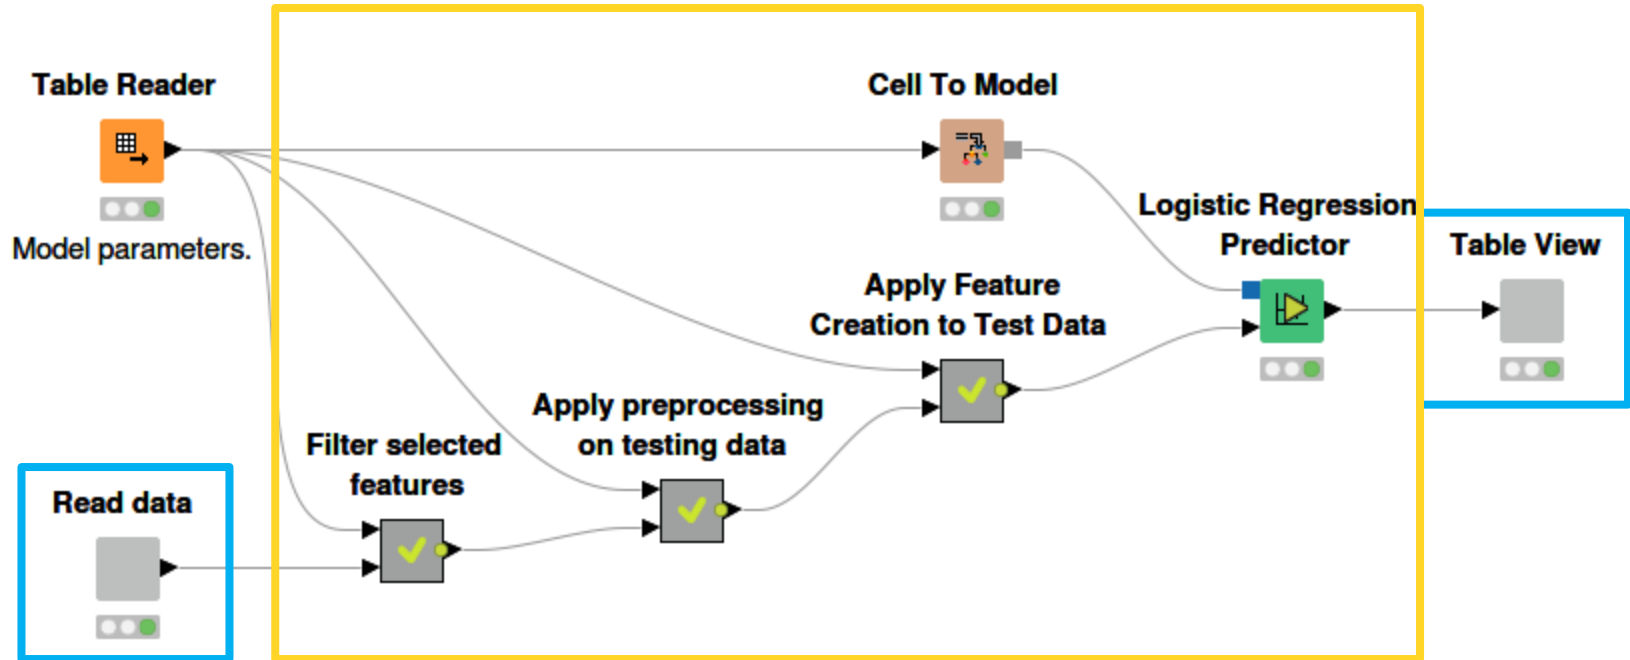 Table Reader
Model parameters.
Cell To Model
Logistic Regression
Predictor
Table View
Apply Feature
Creation to Test Data
Apply preprocessing
on testing data
Filter selected
features
Read data